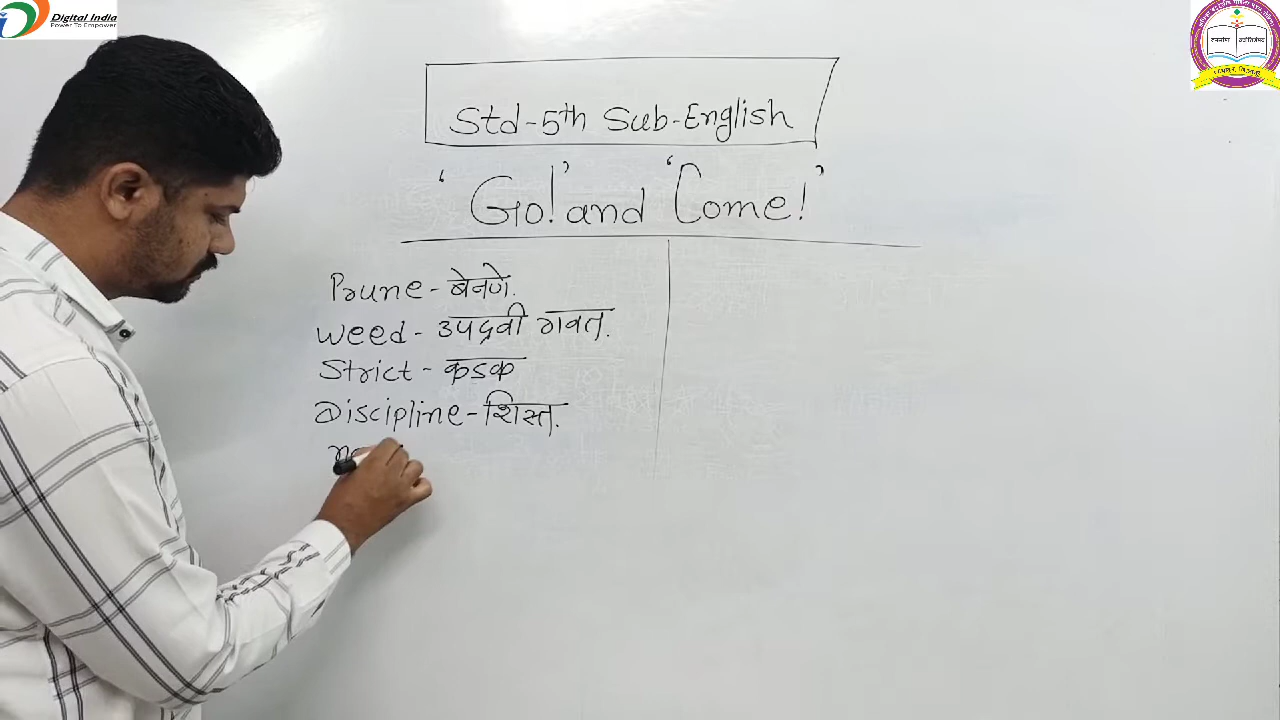 Digital India
Power To Empower
Std-5th Sub-English
'Go!' and 'Come!'
Prune - बेनणे.
Weed - उपद्रवी गवत.
Strict - कडक
Discipline - शिस्त.